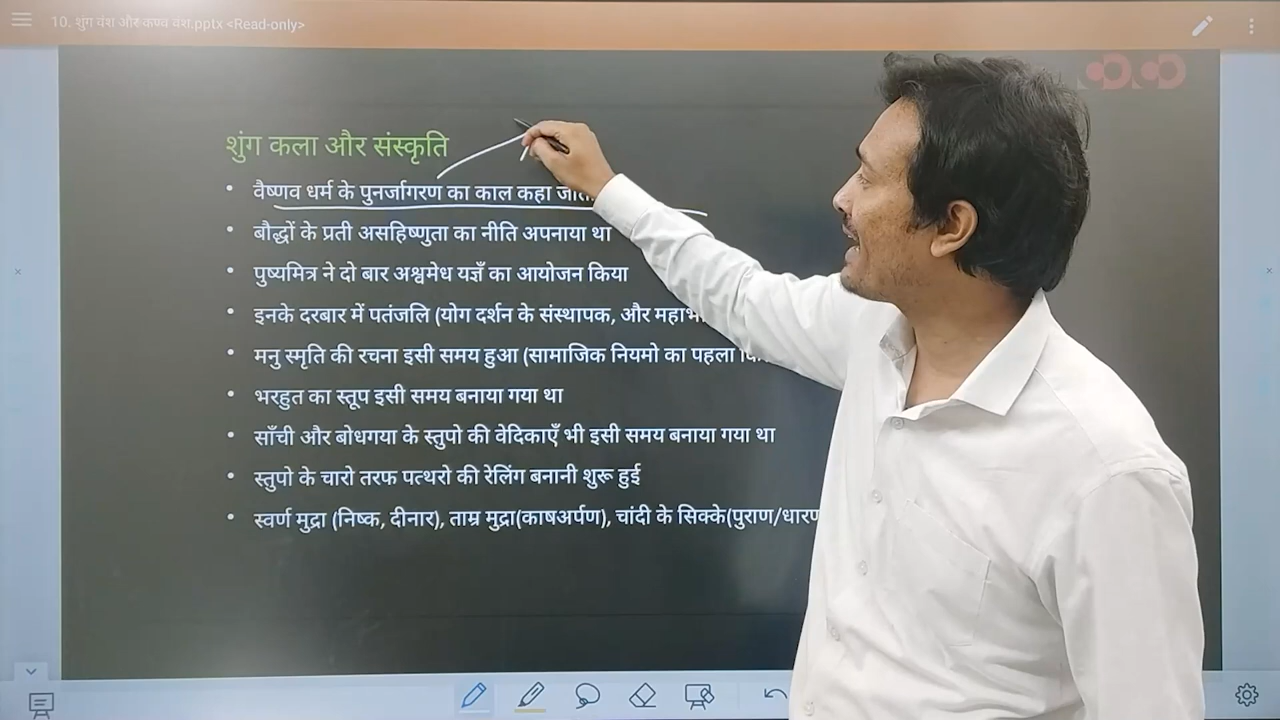 10. शुंग वंश और कण्व वंश.pptx <Read-only>
शुंग कला और संस्कृति
वैष्णव धर्म के पुनर्जागरण का काल कहा
बौद्धों के प्रती असहिष्णुता का नीति अपनाया था
पुष्यमित्र ने दो बार अश्वमेध यज्ञँ का आयोजन किया
इनके दरबार में पतंजलि (योग दर्शन के संस्थापक, और
मनु स्मृति की रचना इसी समय हुआ (सामाजिक नियमो का पहला
भरहुत का स्तूप इसी समय बनाया गया था
साँची और बोधगया के स्तुपो की वेदिकाएँ भी इसी समय बनाया गया था
स्तुपो के चारो तरफ पत्थरो की रेलिंग बनानी शुरू हुई
स्वर्ण मुद्रा (निष्क, दीनार), ताम्र मुद्रा(काषअर्पण), चांदी के सिक्के(पुराण/धारण